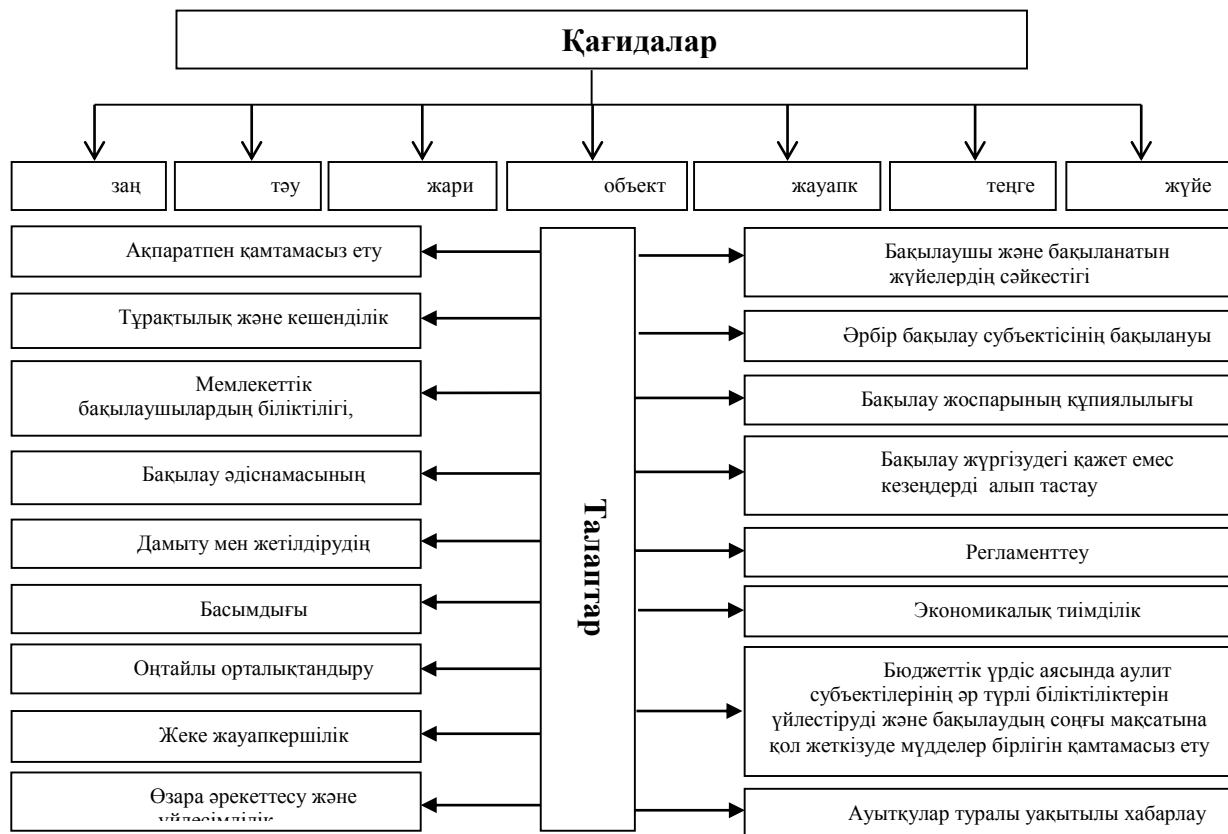 Қағидалар
заң
тәу
жари
объект
жауапк
теңге
жүйе
Ақпаратпен қамтамасыз ету
Тұрақтылық және кешенділік
Мемлекеттік
бақылаушылардың біліктілігі,
Бақылау әдіснамасының
Дамыту мен жетілдірудің
Басымдығы
Оңтайлы орталықтандыру
Жеке жауапкершілік
Өзара әрекеттесу және
үйлесімділік
Талаптар
Бақылаушы және бақыланатын
жүйелердің сәйкестігі
Әрбір бақылау субъектісінің бақылануы
Бақылау жоспарының құпиялылығы
Бақылау жүргізудегі қажет емес
кезеңдерді алып тастау
Регламенттеу
Экономикалық тиімділік
Бюджеттік үрдіс аясында аулит
субъектілерінің әр түрлі біліктіліктерін
үйлестіруді және бақылаудың соңғы мақсатына
қол жеткізуде мүдделер бірлігін қамтамасыз ету
Ауытқулар туралы уақытылы хабарлау